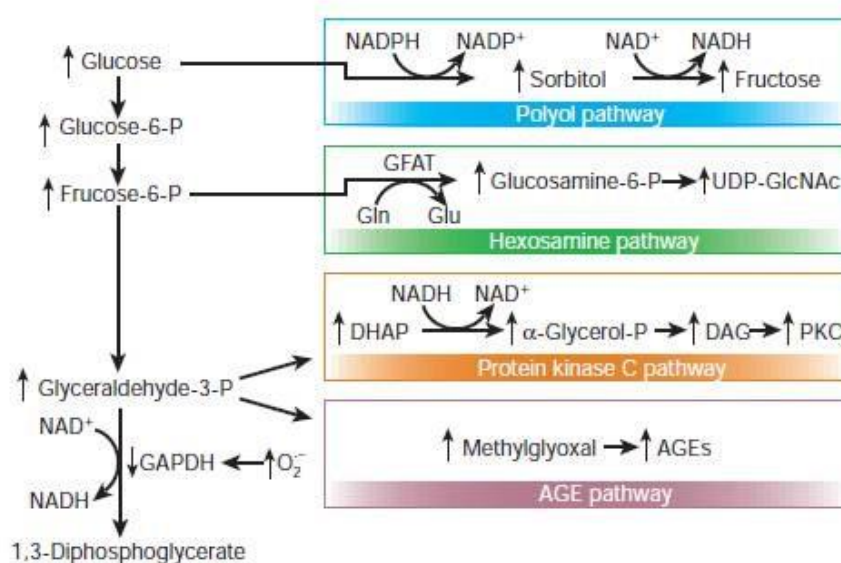 NADPH NADP⁺ NAD⁺ NADH
↑ Glucose
↑ Sorbitol ↑ Fructose
Polyol pathway
↑ Glucose-6-P
GFAT
↑ Glucosamine-6-P → ↑ UDP-GlcNAc
↑ Frucose-6-P
Gln Glu
Hexosamine pathway
NADH NAD⁺
↑ DHAP → ↑ α-Glycerol-P → ↑ DAG → ↑ PKC
Protein kinase C pathway
↑ Glyceraldehyde-3-P
NAD⁺
↑ Methylglyoxal → ↑ AGEs
↓ GAPDH ← ↑ O₂·⁻
NADH
AGE pathway
1,3-Diphosphoglycerate